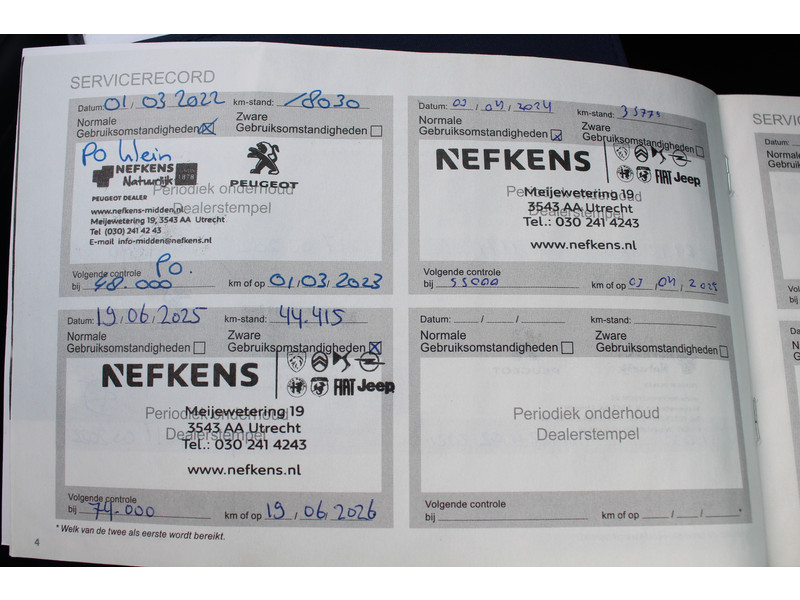 SERVICERECORD
Datum: 01 / 03 2022 km-stand: 18030
Normale Gebruiksomstandigheden Zware Gebruiksomstandigheden
PO klein
NEFKENS
Natuurlijk
PEUGEOT DEALER
PEUGEOT
Periodiek onderhoud
Dealerstempel
www.nefkens-midden.nl
Meijewetering 19, 3543 AA Utrecht
Tel (030) 241 42 43
E-mail info-midden@nefkens.nl
PO.
Volgende controle
bij 48.000 km of op 01/03/2023
Datum: 03 / 04 / 2024 km-stand:
Normale Gebruiksomstandigheden Zware Gebruiksomstandigheden
NEFKENS
FIAT Jeep
Periodiek onderhoud
Dealerstempel
Meijewetering 19
3543 AA Utrecht
Tel.: 030 241 4243
www.nefkens.nl
Volgende controle
bij 55000 km of op 03 / 04 / 2025
Datum: 19 / 06 / 2025 km-stand: 44.415
Normale Gebruiksomstandigheden Zware Gebruiksomstandigheden
NEFKENS
FIAT Jeep
Periodiek onderhoud
Dealerstempel
Meijewetering 19
3543 AA Utrecht
Tel.: 030 241 4243
www.nefkens.nl
Volgende controle
bij 74.000 km of op 19 / 06 / 2026
Datum: / / km-stand:
Normale Gebruiksomstandigheden Zware Gebruiksomstandigheden
Periodiek onderhoud
Dealerstempel
Volgende controle
bij km of op / / *
* Welk van de twee als eerste wordt bereikt.
4